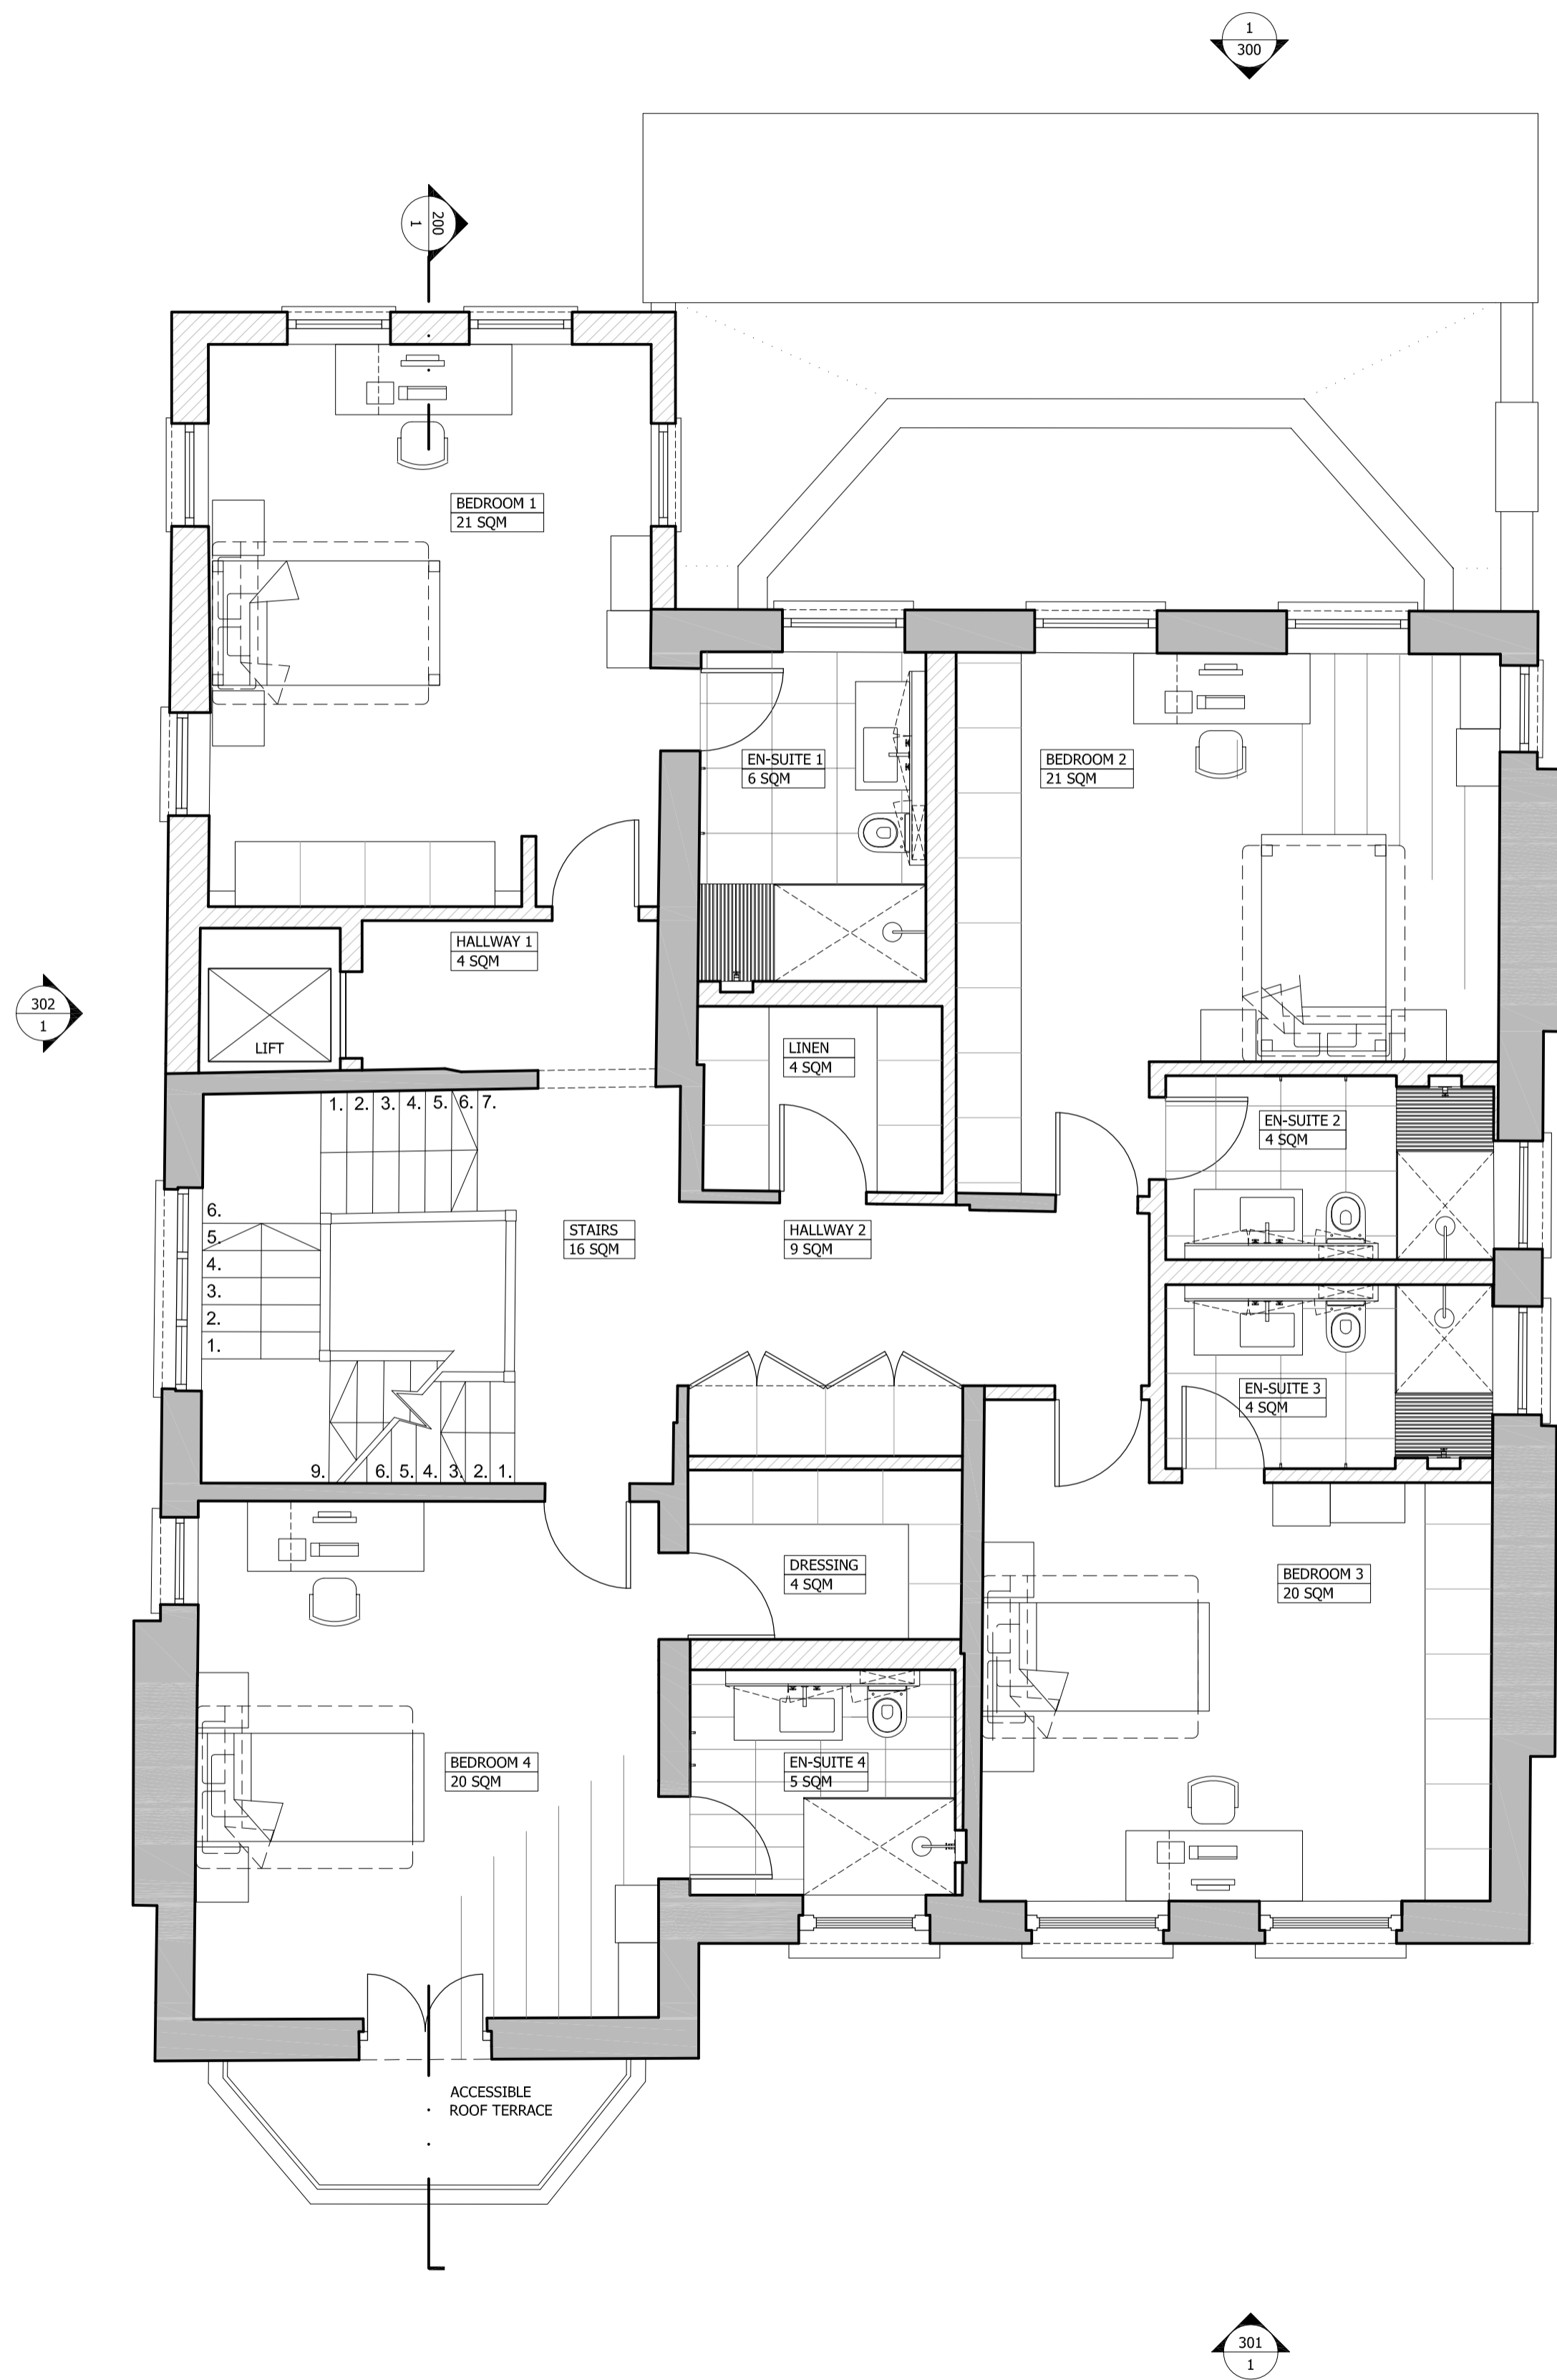 1
300
200
1
BEDROOM 1
21 SQM
EN-SUITE 1
6 SQM
BEDROOM 2
21 SQM
HALLWAY 1
4 SQM
302
1
LIFT
LINEN
4 SQM
1. 2. 3. 4. 5. 6. 7.
EN-SUITE 2
4 SQM
6.
5.
4.
3.
2.
1.
STAIRS
16 SQM
HALLWAY 2
9 SQM
EN-SUITE 3
4 SQM
9. 6. 5. 4. 3. 2. 1.
DRESSING
4 SQM
BEDROOM 3
20 SQM
BEDROOM 4
20 SQM
EN-SUITE 4
5 SQM
ACCESSIBLE
ROOF TERRACE
301
1